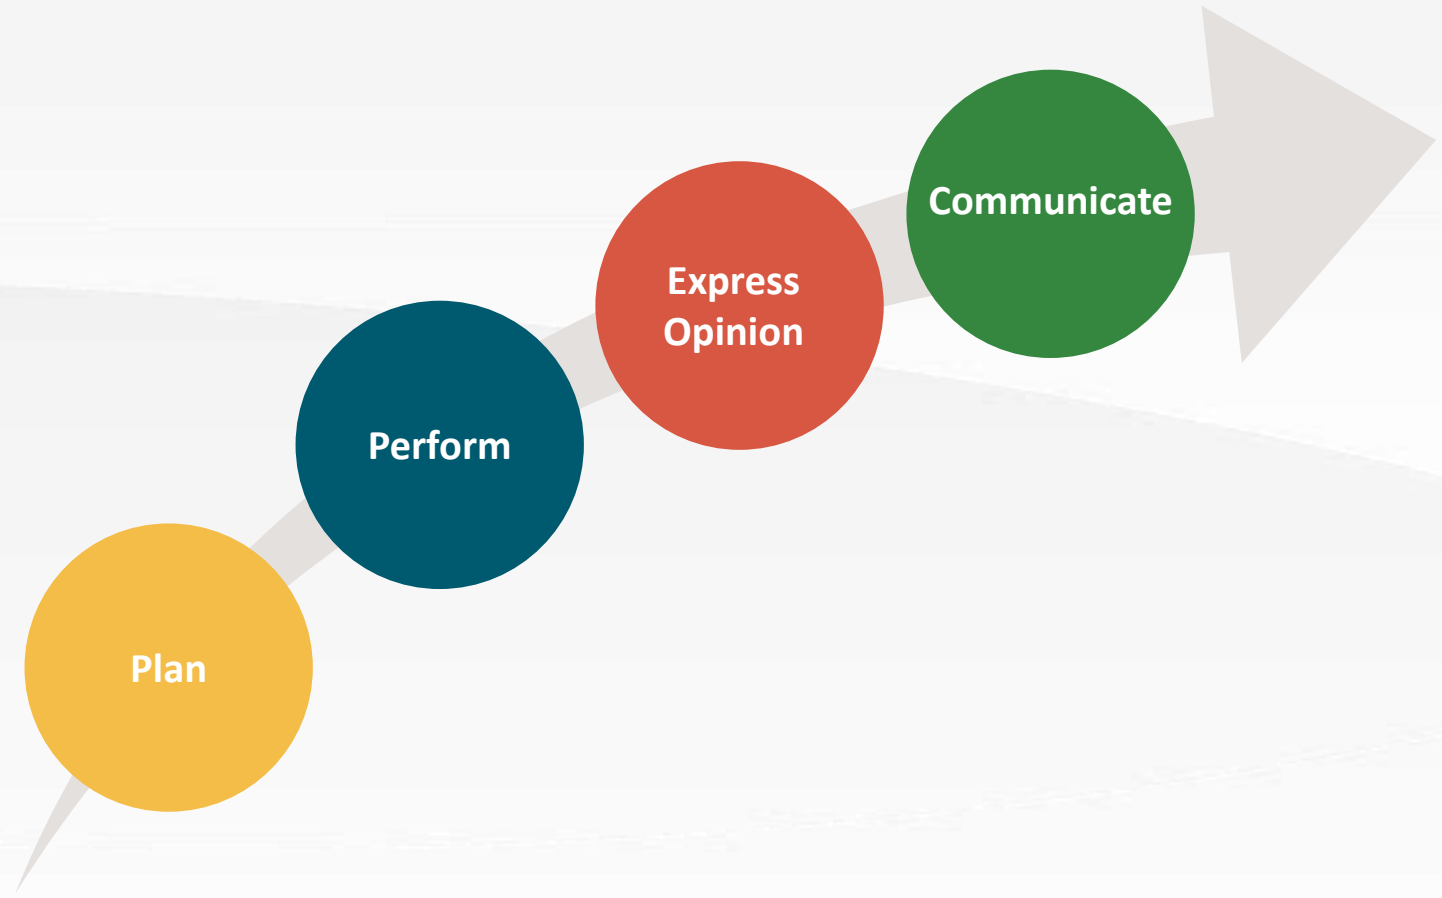 Plan
Perform
Express
Opinion
Communicate